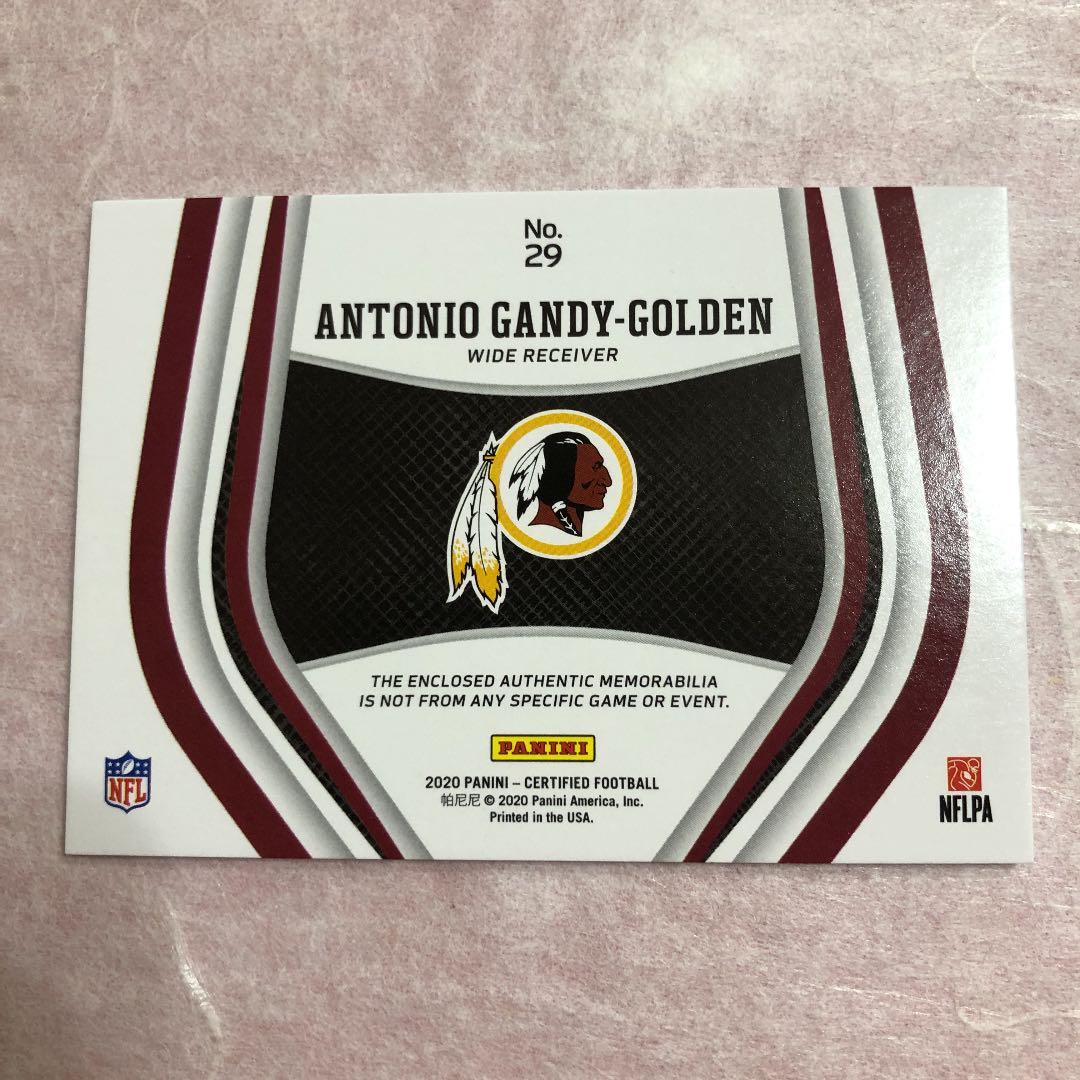 No.
29
ANTONIO GANDY-GOLDEN
WIDE RECEIVER
THE ENCLOSED AUTHENTIC MEMORABILIA
IS NOT FROM ANY SPECIFIC GAME OR EVENT.
PANINI
2020 PANINI – CERTIFIED FOOTBALL
帕尼尼 © 2020 Panini America, Inc.
Printed in the USA.
NFL
NFLPA